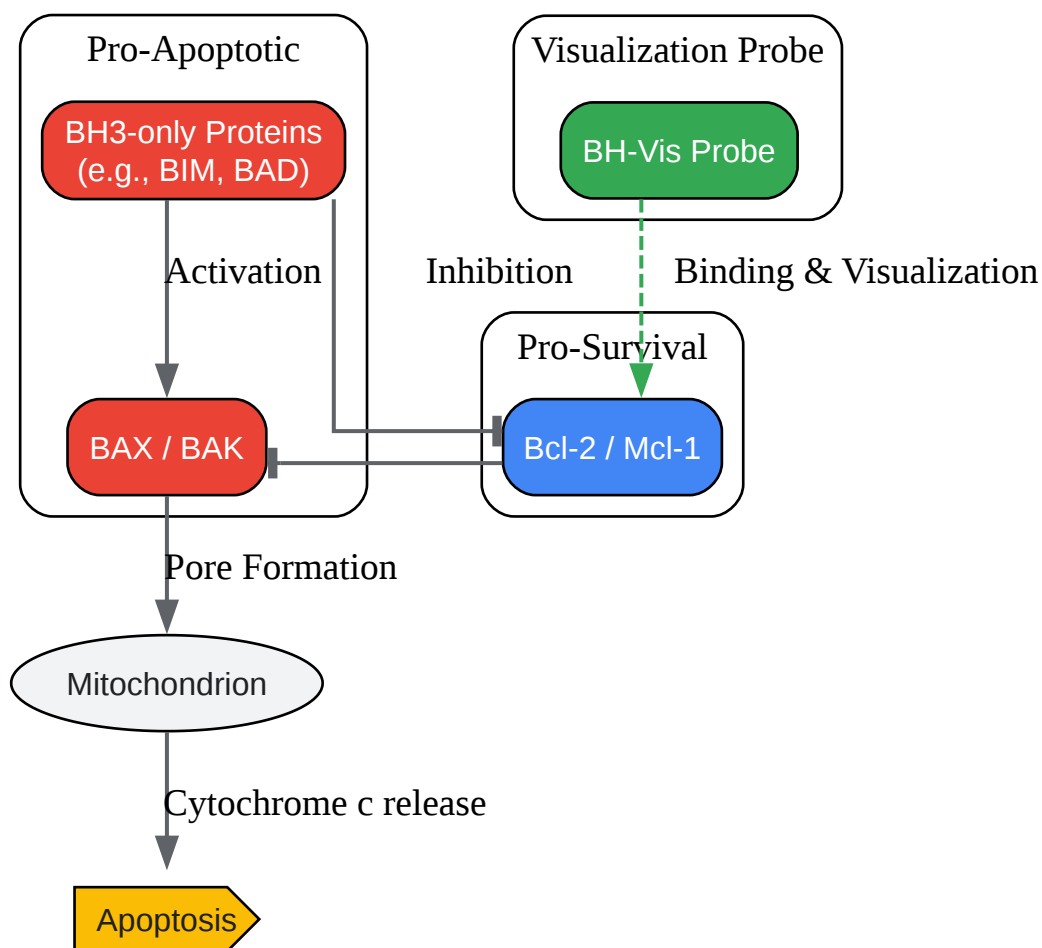 Pro-Apoptotic
Visualization Probe
BH3-only Proteins
(e.g., BIM, BAD)
BH-Vis Probe
Activation
Inhibition
Binding & Visualization
Pro-Survival
BAX / BAK
Bcl-2 / Mcl-1
Pore Formation
Mitochondrion
Cytochrome c release
Apoptosis